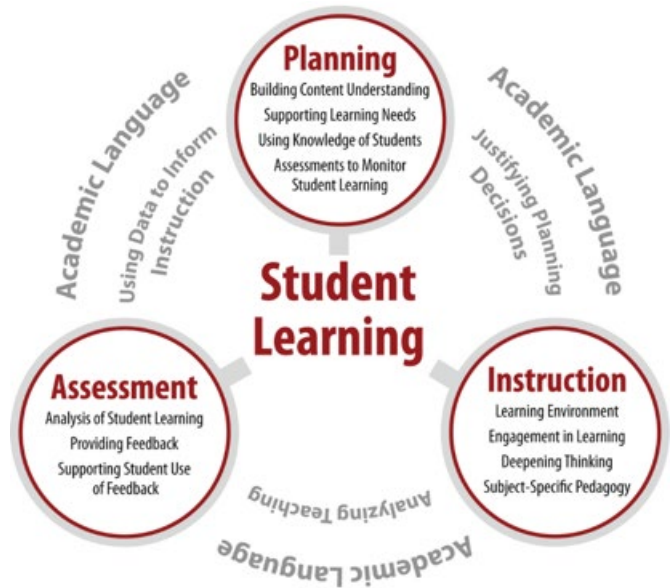 Planning
Building Content Understanding
Supporting Learning Needs
Using Knowledge of Students
Assessments to Monitor
Student Learning
Academic Language
Using Data to Inform
Instruction
Academic Language
Justifying Planning
Decisions
Student
Learning
Assessment
Analysis of Student Learning
Providing Feedback
Supporting Student Use
of Feedback
Instruction
Learning Environment
Engagement in Learning
Deepening Thinking
Subject-Specific Pedagogy
Analyzing Teaching
Academic Language